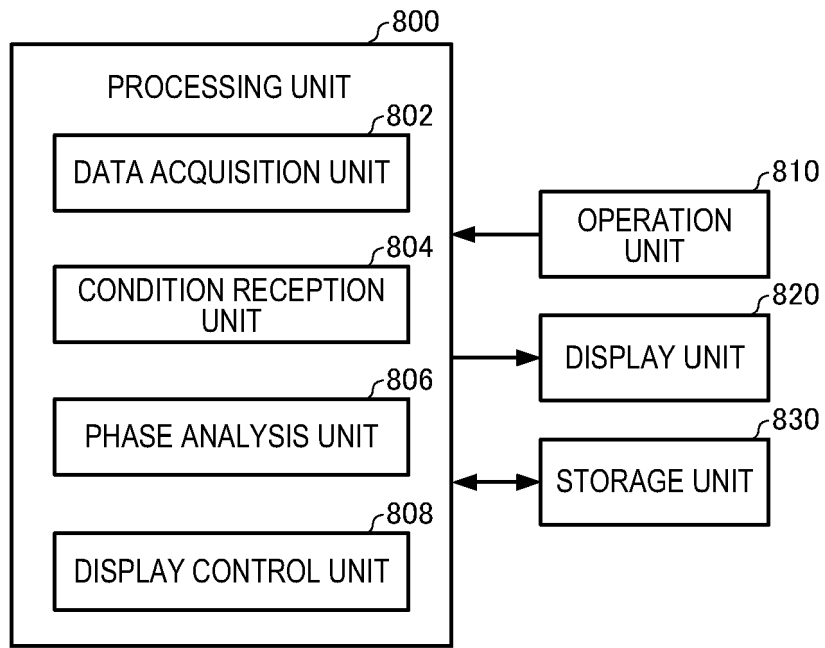 800
PROCESSING UNIT
802
DATA ACQUISITION UNIT
804
CONDITION RECEPTION
UNIT
806
PHASE ANALYSIS UNIT
808
DISPLAY CONTROL UNIT
810
OPERATION
UNIT
820
DISPLAY UNIT
830
STORAGE UNIT